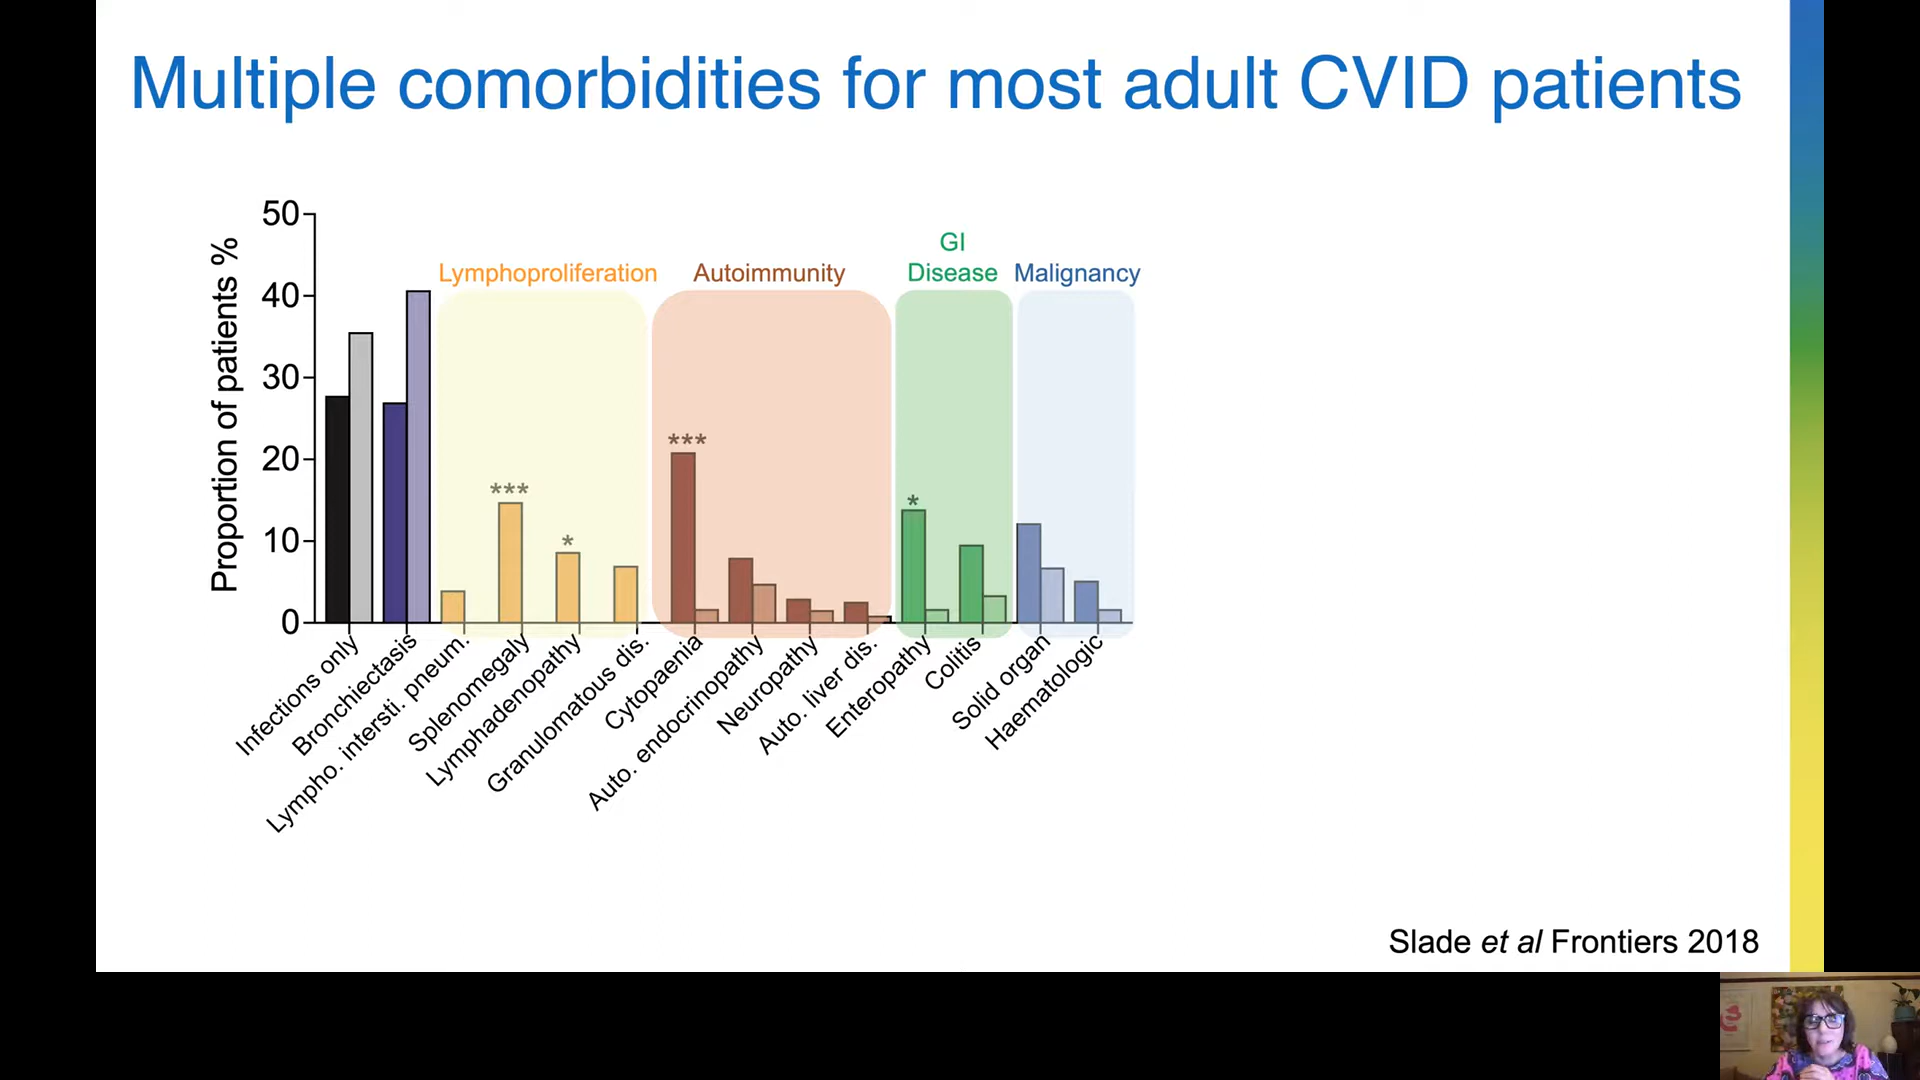 Multiple comorbidities for most adult CVID patients
Proportion of patients %
50
40
30
20
10
0
Lymphoproliferation
Autoimmunity
GI
Disease
Malignancy
***
*
***
*
Infections only
Bronchiectasis
Lympho. intersti. pneum.
Splenomegaly
Lymphadenopathy
Granulomatous dis.
Cytopaenia
Auto. endocrinopathy
Neuropathy
Auto. liver dis.
Enteropathy
Colitis
Solid organ
Haematologic
Slade et al Frontiers 2018